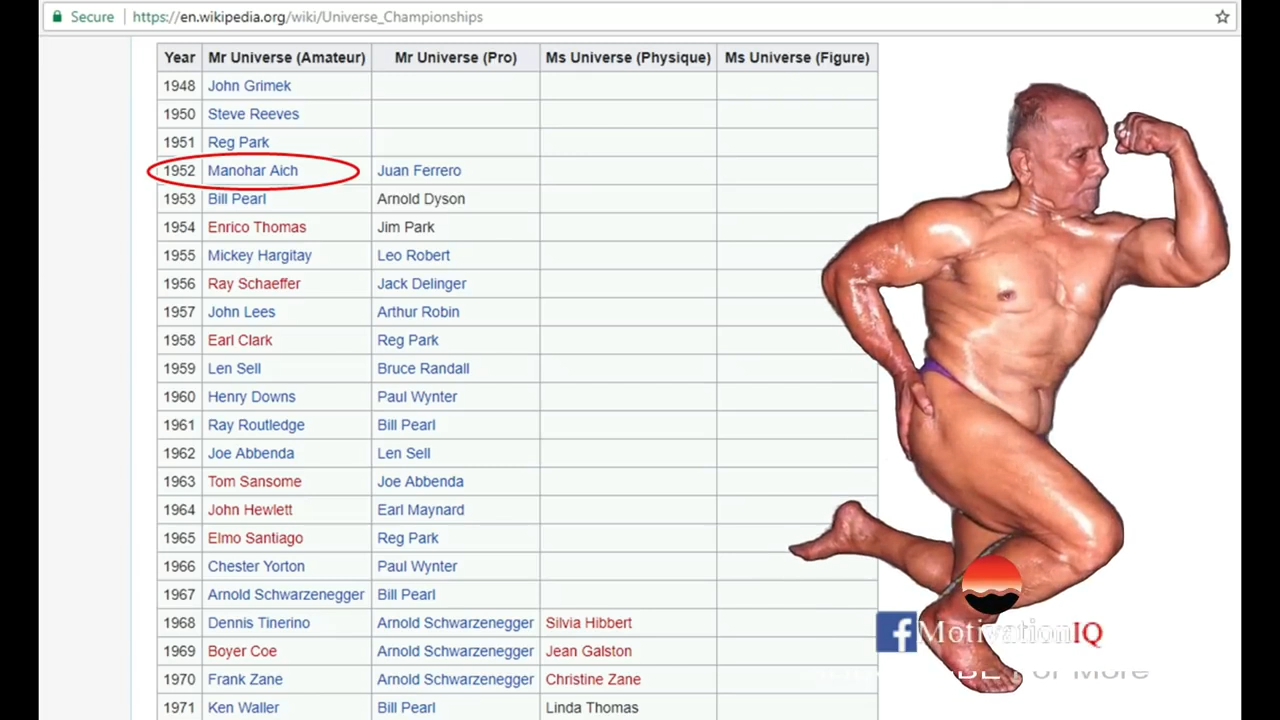 Secure https://en.wikipedia.org/wiki/Universe_Championships
Year Mr Universe (Amateur) Mr Universe (Pro) Ms Universe (Physique) Ms Universe (Figure)
1948 John Grimek
1950 Steve Reeves
1951 Reg Park
1952 Manohar Aich Juan Ferrero
1953 Bill Pearl Arnold Dyson
1954 Enrico Thomas Jim Park
1955 Mickey Hargitay Leo Robert
1956 Ray Schaeffer Jack Delinger
1957 John Lees Arthur Robin
1958 Earl Clark Reg Park
1959 Len Sell Bruce Randall
1960 Henry Downs Paul Wynter
1961 Ray Routledge Bill Pearl
1962 Joe Abbenda Len Sell
1963 Tom Sansome Joe Abbenda
1964 John Hewlett Earl Maynard
1965 Elmo Santiago Reg Park
1966 Chester Yorton Paul Wynter
1967 Arnold Schwarzenegger Bill Pearl
1968 Dennis Tinerino Arnold Schwarzenegger Silvia Hibbert
1969 Boyer Coe Arnold Schwarzenegger Jean Galston
1970 Frank Zane Arnold Schwarzenegger Christine Zane
1971 Ken Waller Bill Pearl Linda Thomas
f MotivationIQ
For More